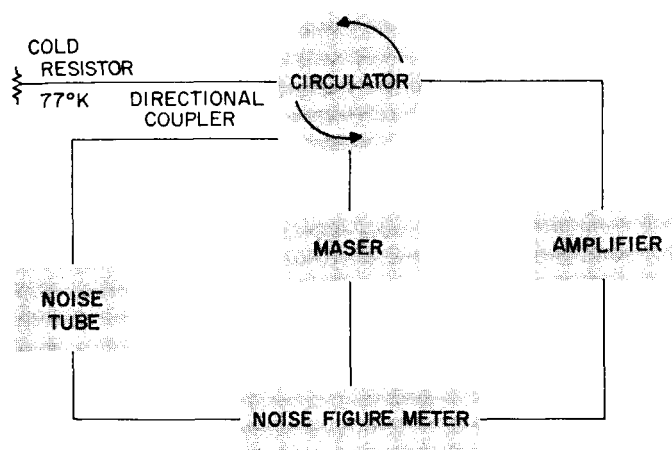 COLD
RESISTOR
77°K
DIRECTIONAL
COUPLER
CIRCULATOR
MASER
AMPLIFIER
NOISE
TUBE
NOISE FIGURE METER